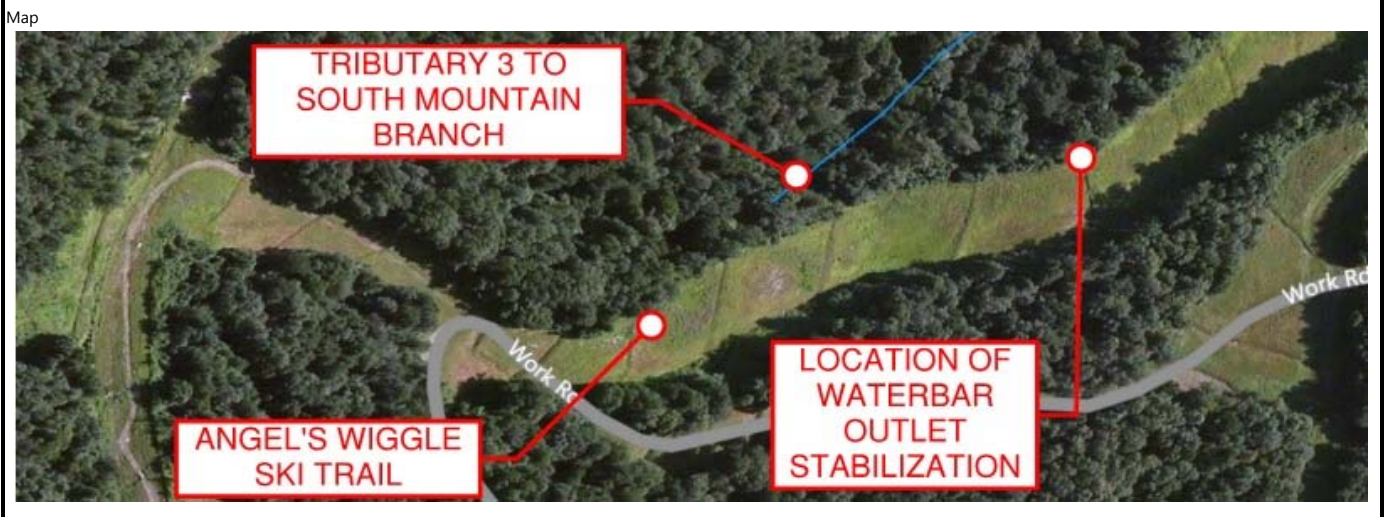 Map
TRIBUTARY 3 TO
SOUTH MOUNTAIN
BRANCH
Work Rd
Work Rd
ANGEL'S WIGGLE
SKI TRAIL
LOCATION OF
WATERBAR
OUTLET
STABILIZATION